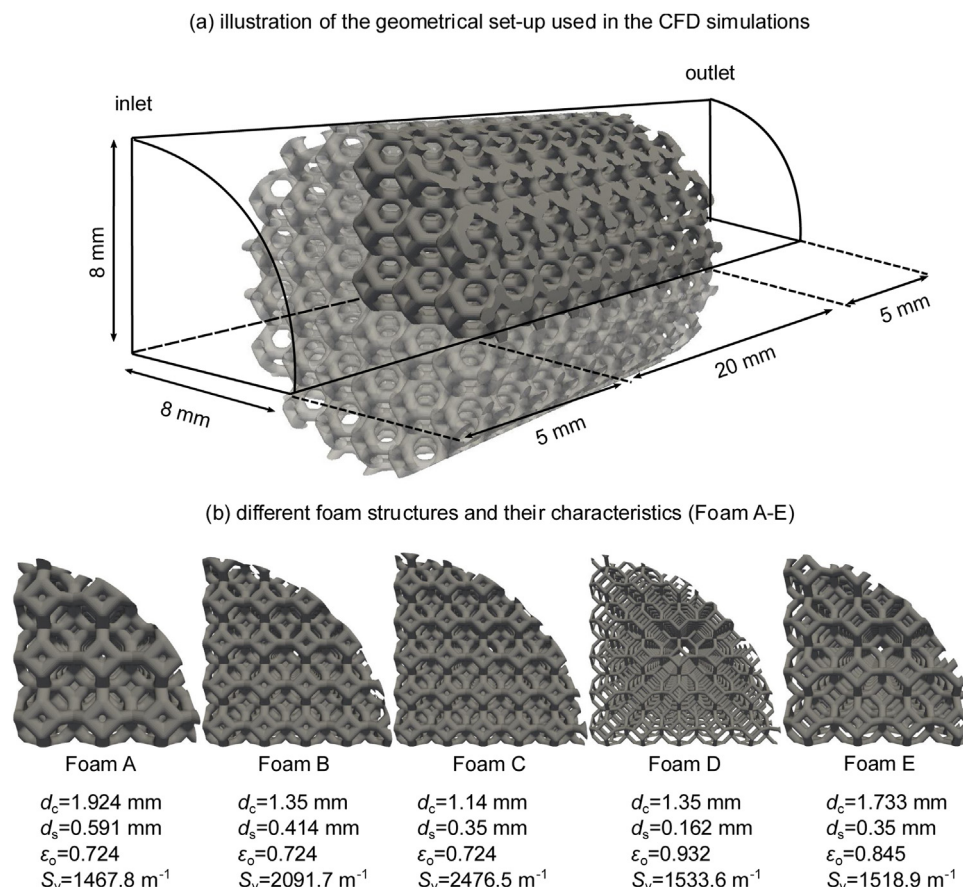 (a) illustration of the geometrical set-up used in the CFD simulations
outlet
inlet
8 mm
5 mm
20 mm
8 mm
5 mm
(b) different foam structures and their characteristics (Foam A-E)
Foam A Foam B Foam C Foam D Foam E
d_c=1.924 mm d_c=1.35 mm d_c=1.14 mm d_c=1.35 mm d_c=1.733 mm
d_s=0.591 mm d_s=0.414 mm d_s=0.35 mm d_s=0.162 mm d_s=0.35 mm
ε_o=0.724 ε_o=0.724 ε_o=0.724 ε_o=0.932 ε_o=0.845
S_v=1467.8 m⁻¹ S_v=2091.7 m⁻¹ S_v=2476.5 m⁻¹ S_v=1533.6 m⁻¹ S_v=1518.9 m⁻¹